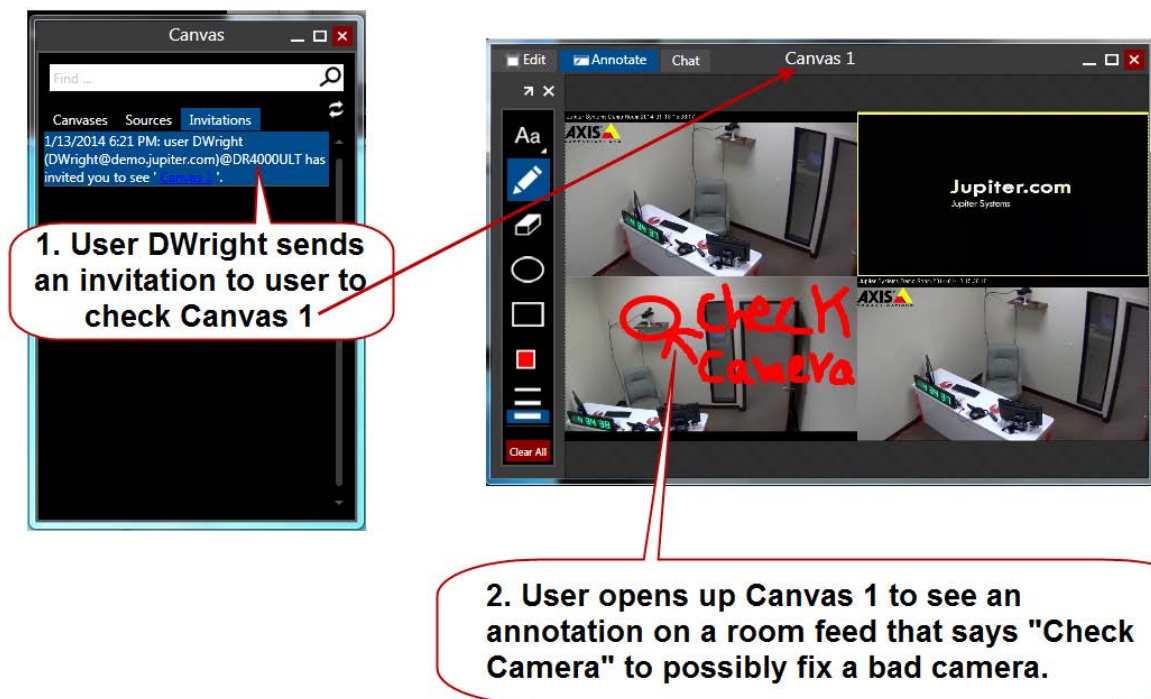 Canvas
Find ...
Canvases Sources Invitations
1/13/2014 6:21 PM: user DWright
(DWright@demo.jupiter.com)@DR4000ULT has
invited you to see ' Canvas 1 '.
1. User DWright sends
an invitation to user to
check Canvas 1
Edit Annotate Chat Canvas 1
Aa
Clear All
AXIS
Jupiter.com
Jupiter Systems
AXIS
Check
Camera
2. User opens up Canvas 1 to see an
annotation on a room feed that says "Check
Camera" to possibly fix a bad camera.